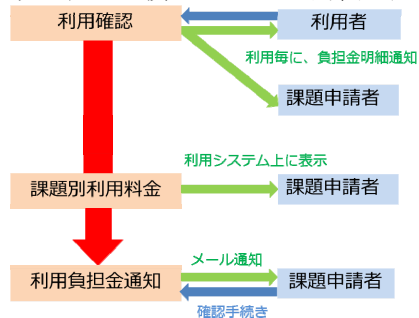 利用確認
利用者
利用毎に、負担金明細通知
課題申請者
利用システム上に表示
課題別利用料金
課題申請者
メール通知
利用負担金通知
課題申請者
確認手続き